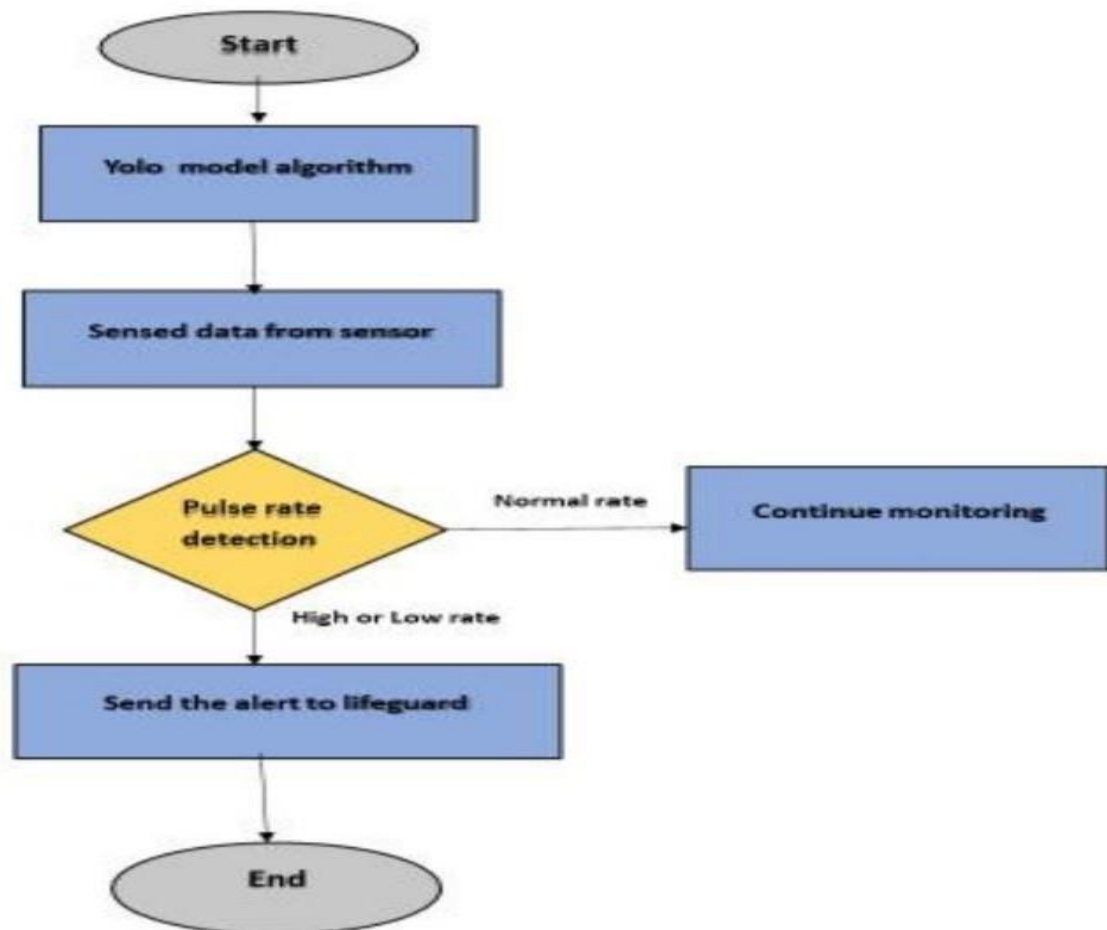 Start
Yolo model algorithm
Sensed data from sensor
Pulse rate
detection
Normal rate
Continue monitoring
High or Low rate
Send the alert to lifeguard
End